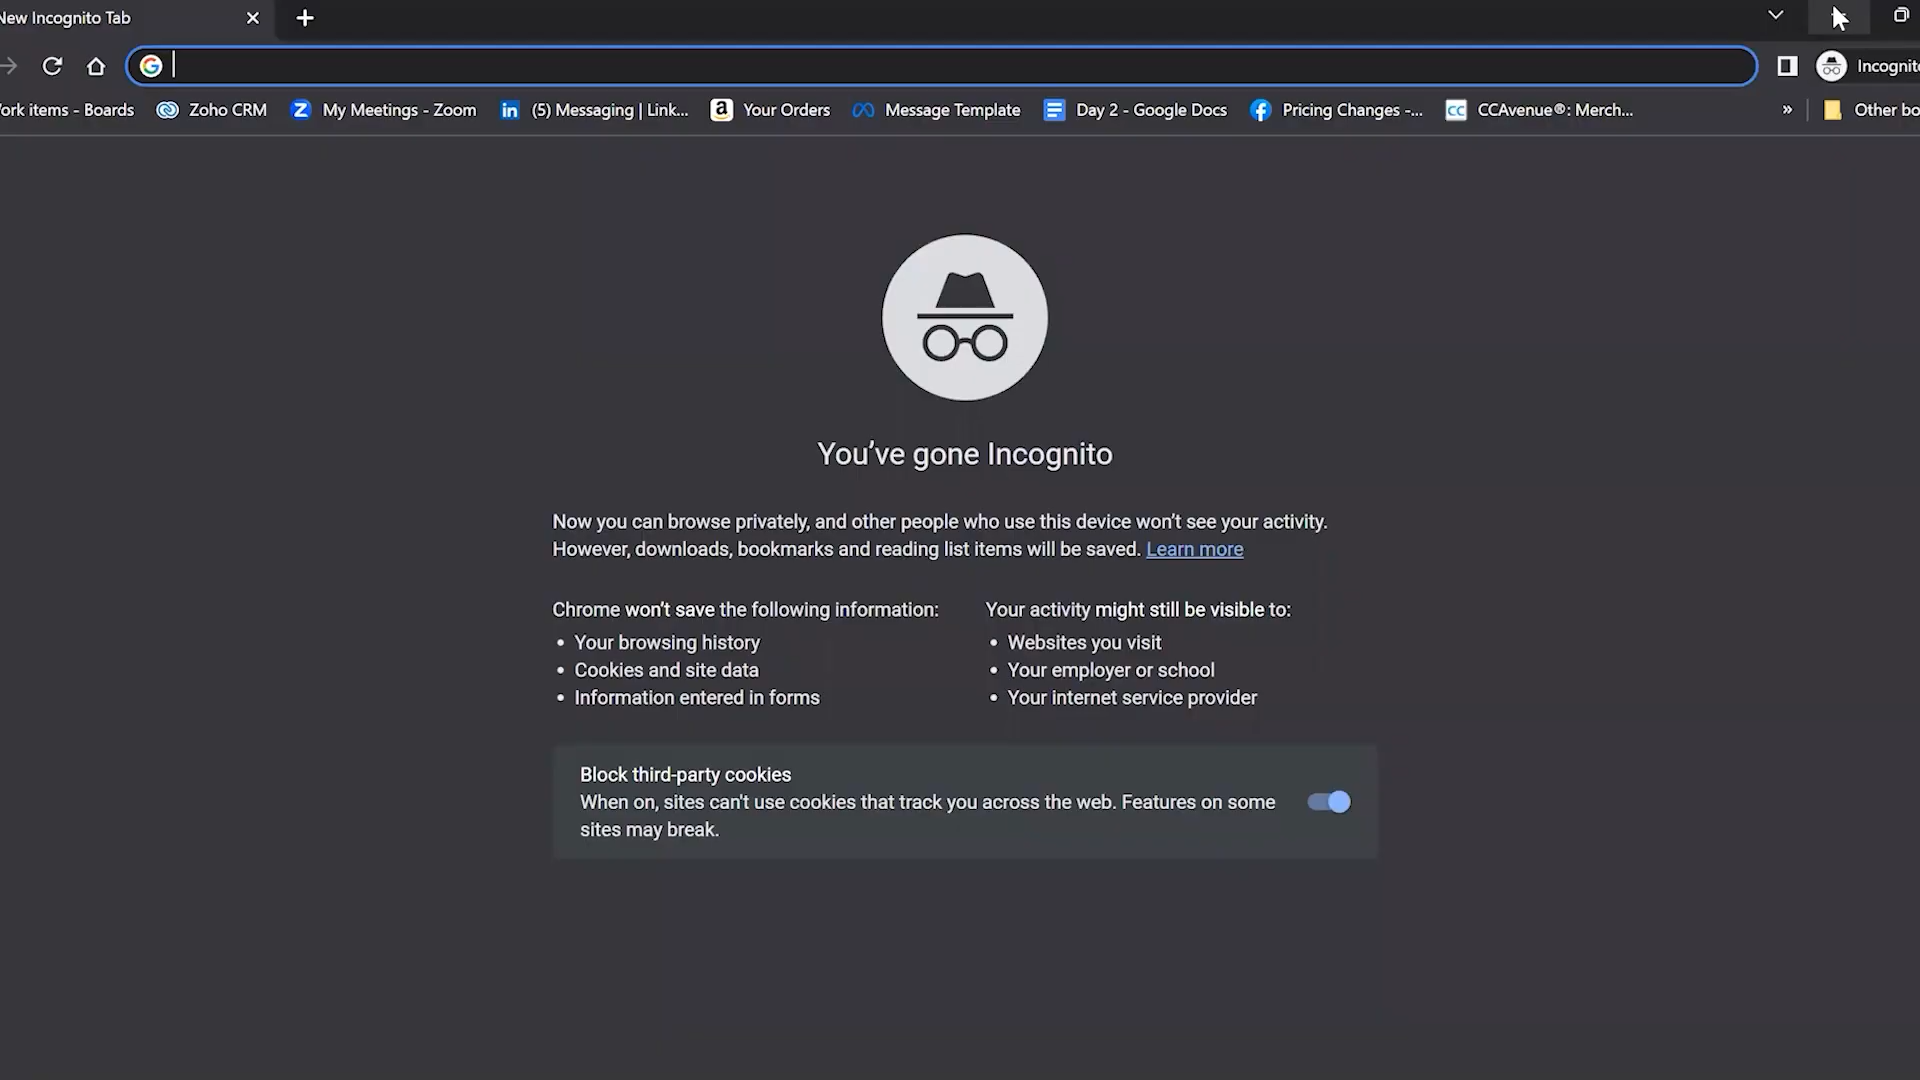 New Incognito Tab
Incognito
ork items - Boards Zoho CRM My Meetings - Zoom (5) Messaging | Link... Your Orders Message Template Day 2 - Google Docs Pricing Changes -... CCAvenue®: Merch... » Other bo
You've gone Incognito
Now you can browse privately, and other people who use this device won't see your activity.
However, downloads, bookmarks and reading list items will be saved. Learn more
Chrome won't save the following information:
• Your browsing history
• Cookies and site data
• Information entered in forms
Your activity might still be visible to:
• Websites you visit
• Your employer or school
• Your internet service provider
Block third-party cookies
When on, sites can't use cookies that track you across the web. Features on some
sites may break.